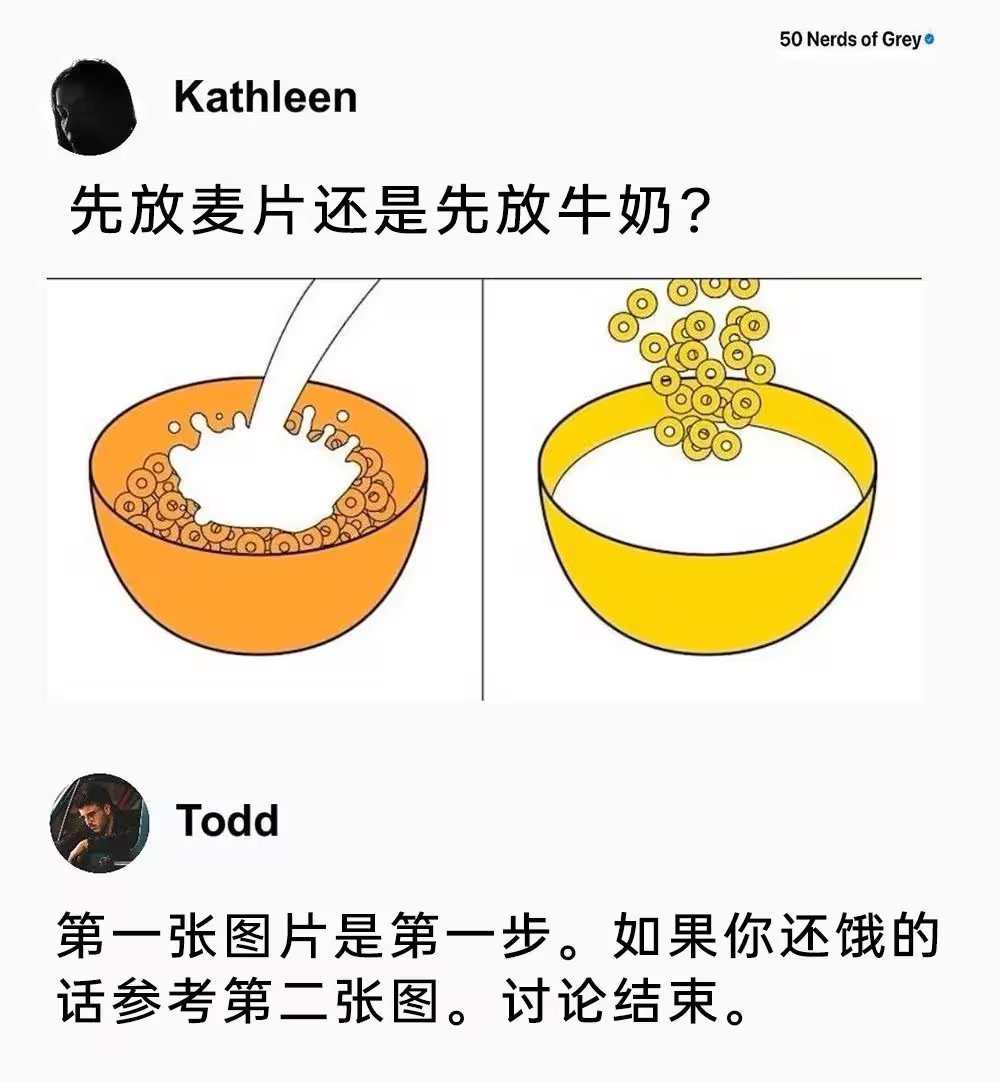 50 Nerds of Grey
Kathleen
先放麦片还是先放牛奶?
Todd
第一张图片是第一步。如果你还饿的
话参考第二张图。讨论结束。